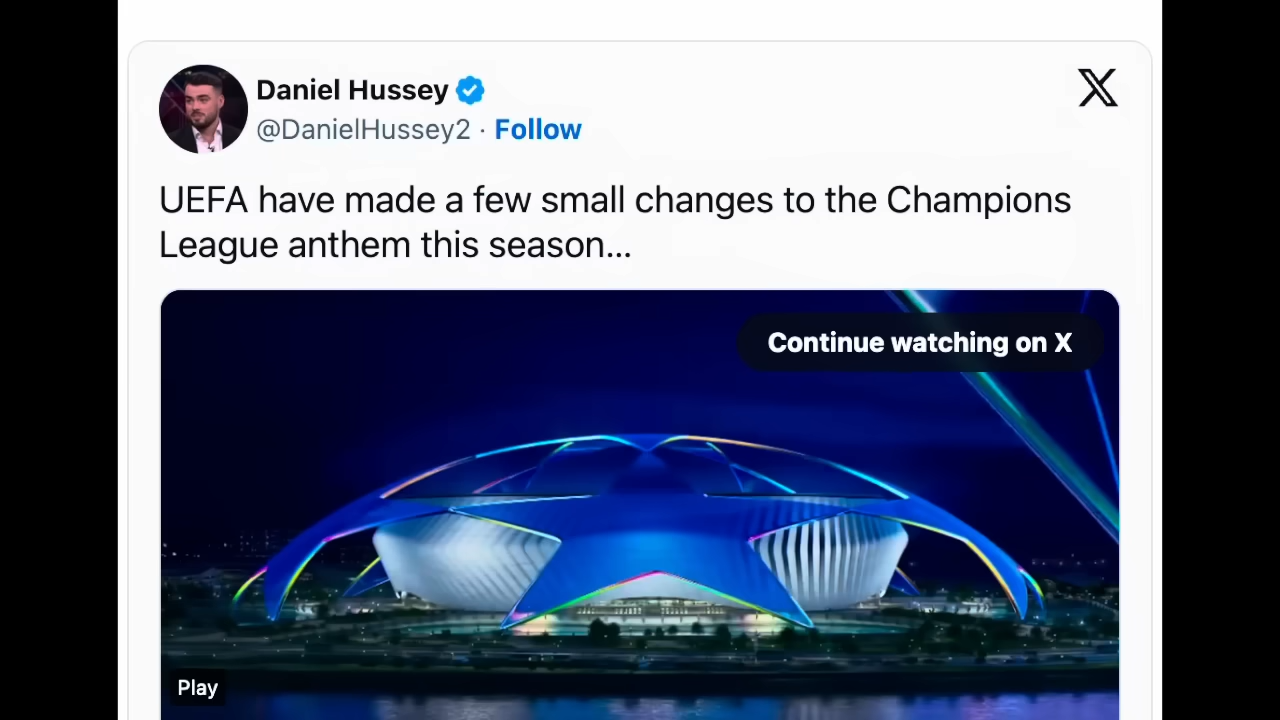 Daniel Hussey
@DanielHussey2 · Follow
UEFA have made a few small changes to the Champions
League anthem this season...
Continue watching on X
Play